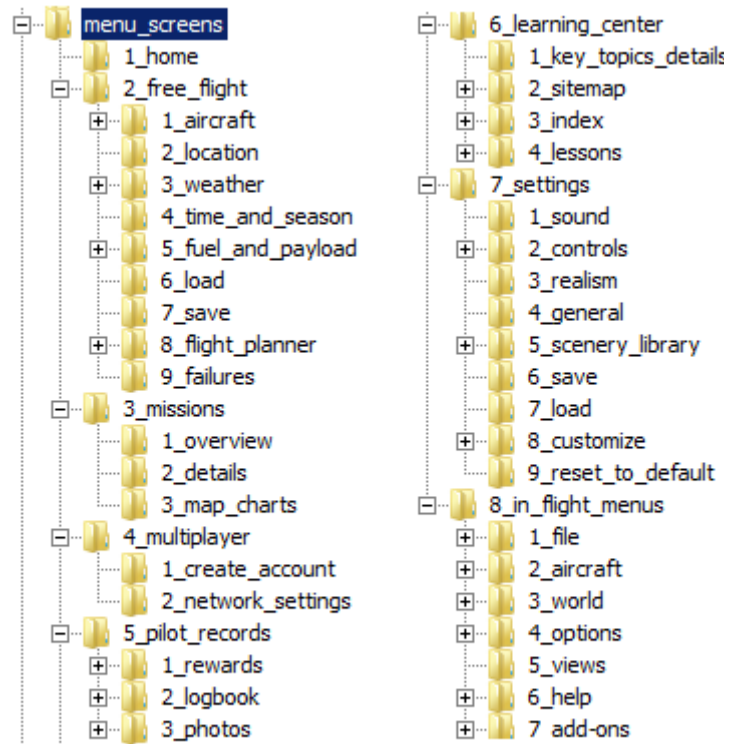 menu_screens
1_home
2_free_flight
1_aircraft
2_location
3_weather
4_time_and_season
5_fuel_and_payload
6_load
7_save
8_flight_planner
9_failures
3_missions
1_overview
2_details
3_map_charts
4_multiplayer
1_create_account
2_network_settings
5_pilot_records
1_rewards
2_logbook
3_photos
6_learning_center
1_key_topics_details
2_sitemap
3_index
4_lessons
7_settings
1_sound
2_controls
3_realism
4_general
5_scenery_library
6_save
7_load
8_customize
9_reset_to_default
8_in_flight_menus
1_file
2_aircraft
3_world
4_options
5_views
6_help
7_add-ons